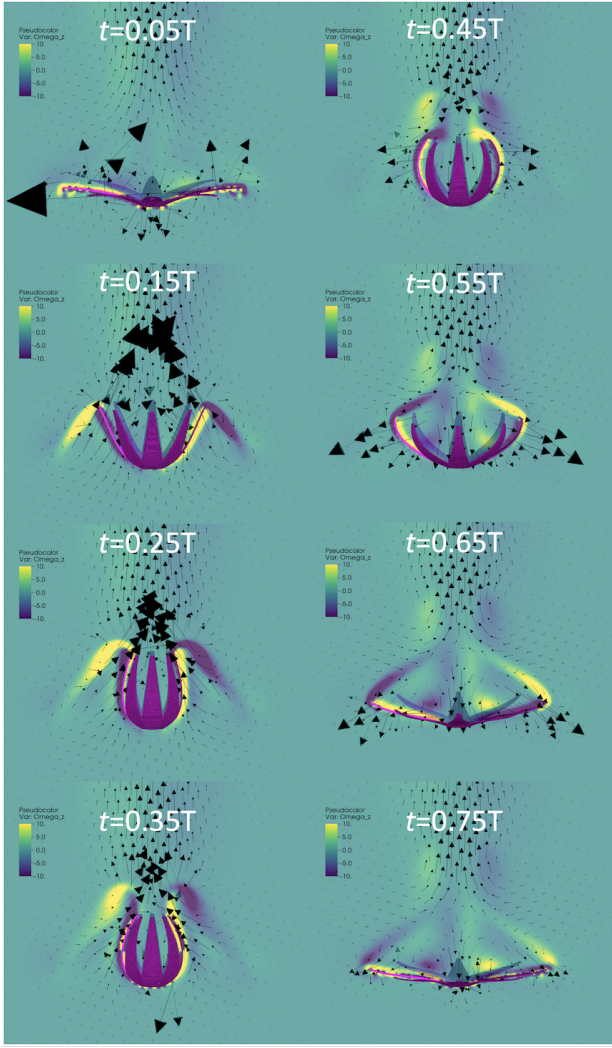 t=0.05T
Pseudocolor
Var: Omega_z
10.
5.0
0.0
-5.0
-10.
t=0.45T
Pseudocolor
Var: Omega_z
10.
5.0
0.0
-5.0
-10.
t=0.15T
Pseudocolor
Var: Omega_z
10.
5.0
0.0
-5.0
-10.
t=0.55T
Pseudocolor
Var: Omega_z
10.
5.0
0.0
-5.0
-10.
t=0.25T
Pseudocolor
Var: Omega_z
10.
5.0
0.0
-5.0
-10.
t=0.65T
Pseudocolor
Var: Omega_z
10.
5.0
0.0
-5.0
-10.
t=0.35T
Pseudocolor
Var: Omega_z
10.
5.0
0.0
-5.0
-10.
t=0.75T
Pseudocolor
Var: Omega_z
10.
5.0
0.0
-5.0
-10.